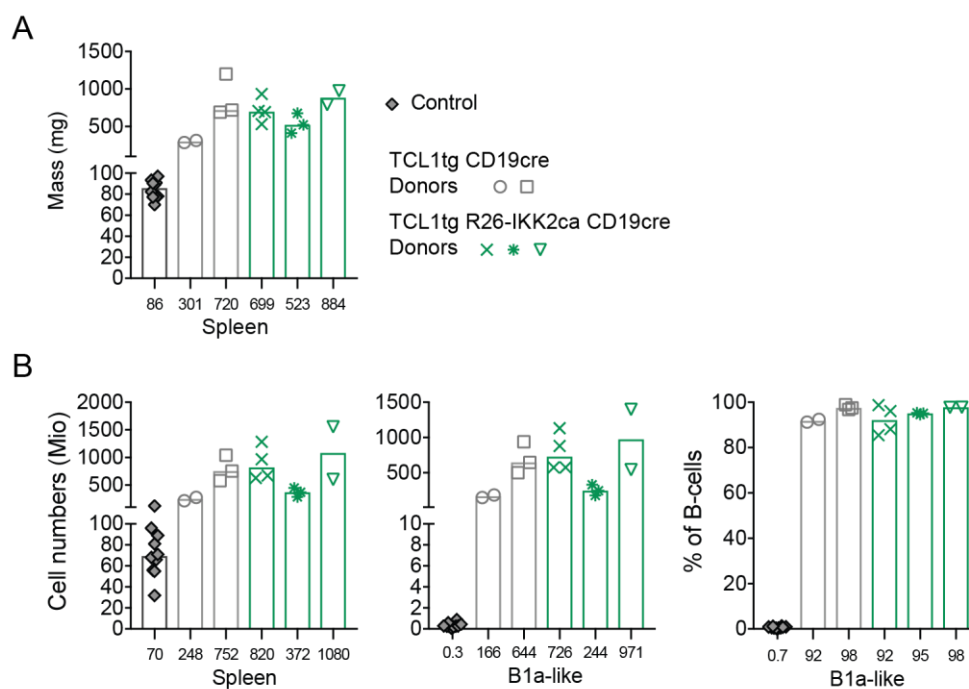 A
Mass (mg)
1500
1000
500
100
80
60
40
20
0
86 301 720 699 523 884
Spleen
Control
TCL1tg CD19cre
Donors
TCL1tg R26-IKK2ca CD19cre
Donors
B
Cell numbers (Mio)
2000
1500
1000
500
100
80
60
40
20
0
70 248 752 820 372 1080
Spleen
1500
1000
500
10
8
6
4
2
0
0.3 166 644 726 244 971
B1a-like
% of B-cells
100
80
60
40
20
0
0.7 92 98 92 95 98
B1a-like